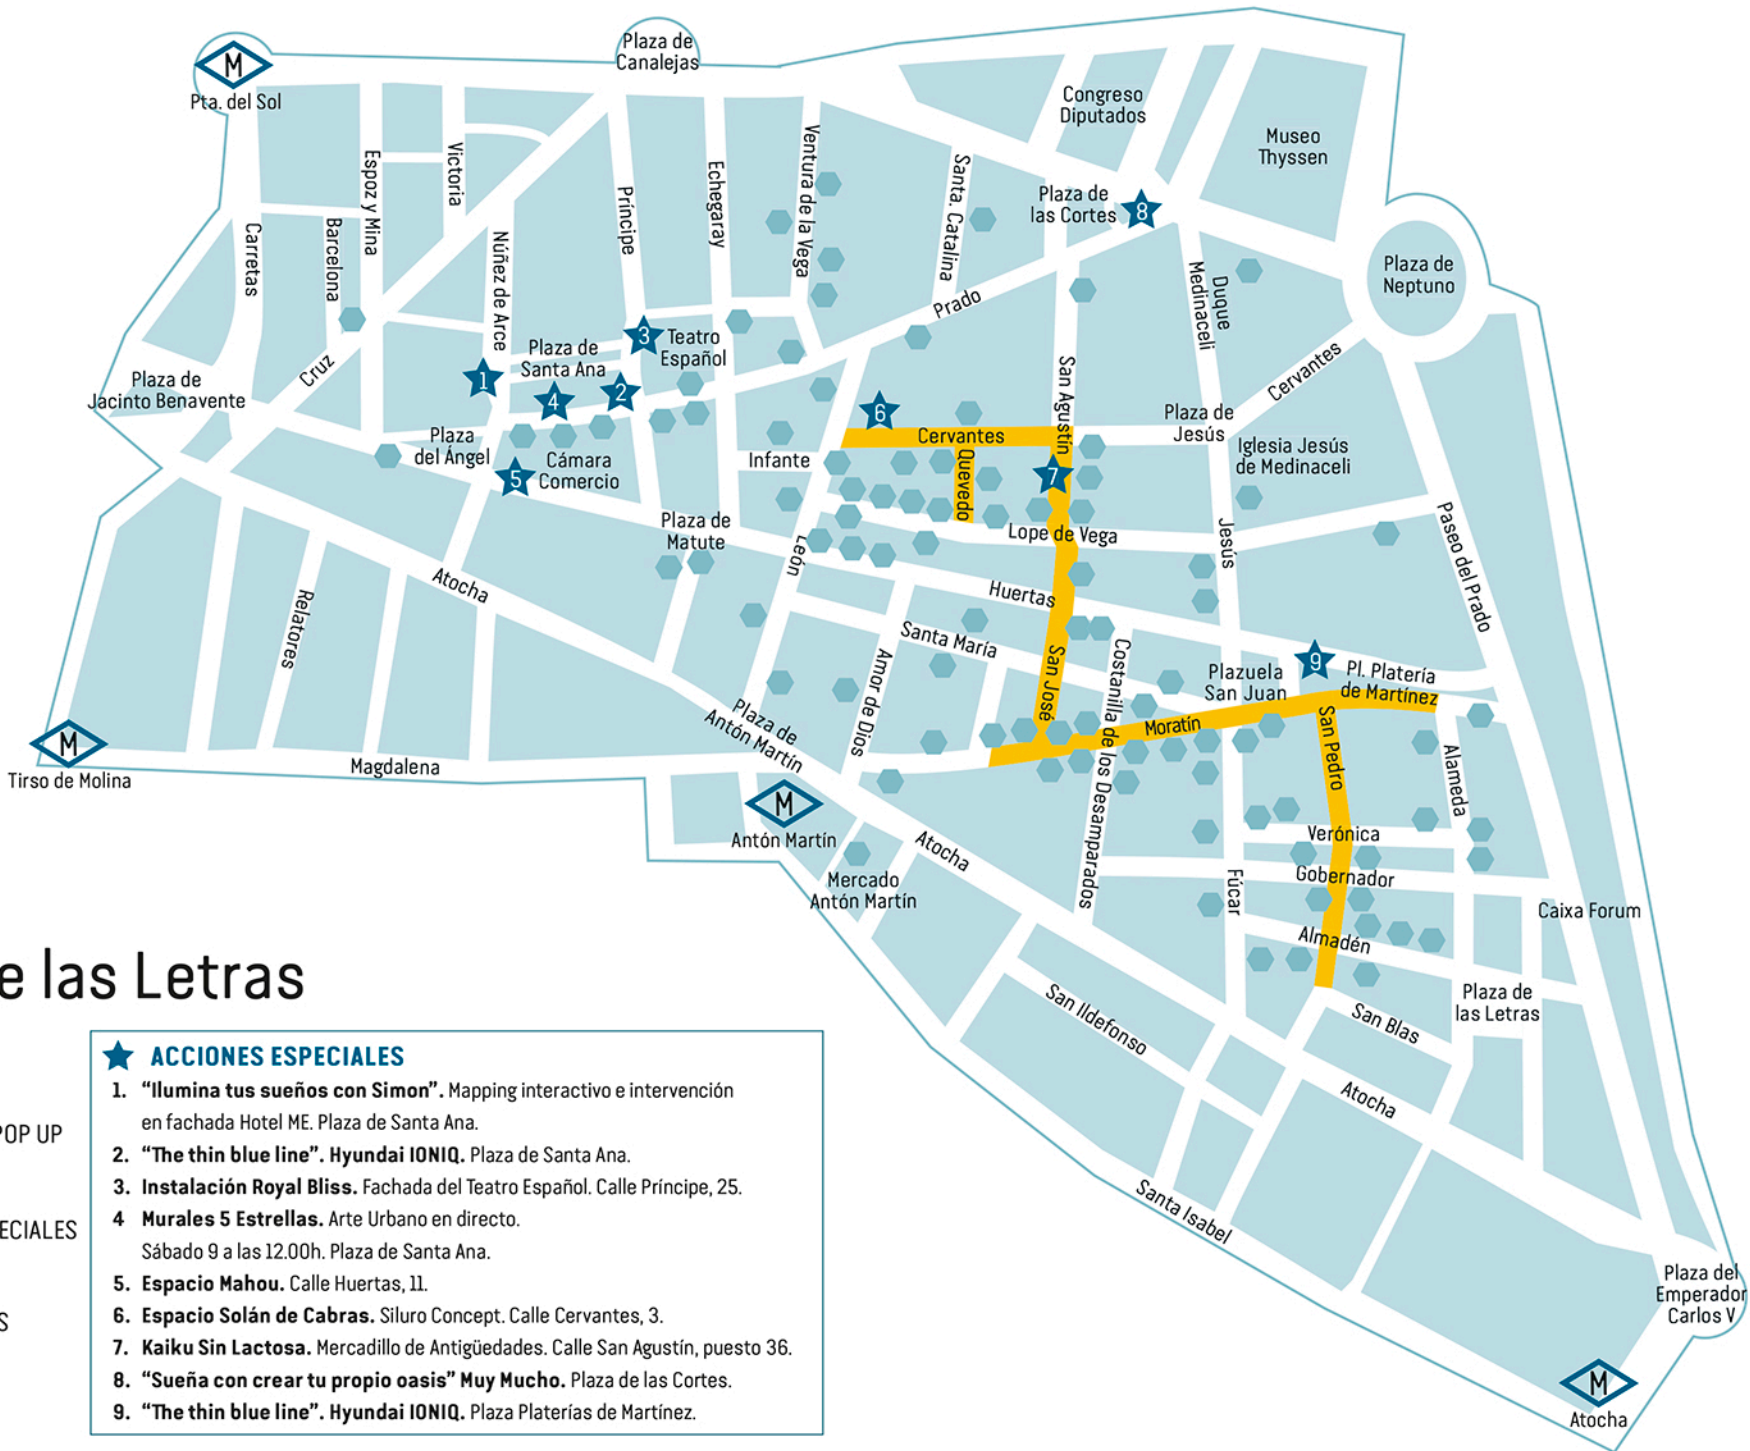 Plaza de
Canalejas
M
Pta. del Sol
Congreso
Diputados
Museo
Thyssen
Espoz y Mina
Victoria
Ventura de la Vega
Echegaray
Príncipe
Santa. Catalina
Plaza de
las Cortes
8
Carretas
Barcelona
Núñez de Arce
Duque
Medinaceli
Plaza de
Neptuno
Prado
3
Teatro
Español
Plaza de
Santa Ana
1
4
2
Cruz
Plaza de
Jacinto Benavente
San Agustín
Cervantes
6
Plaza de
Jesús
Cervantes
Iglesia Jesús
de Medinaceli
Plaza
del Ángel
Cámara
Comercio
5
Infante
Quevedo
7
Plaza de
Matute
León
Lope de Vega
Jesús
Paseo del Prado
Atocha
Relatores
Huertas
Santa María
Amor de Dios
San José
Costanilla de los Desamparados
Plazuela
San Juan
9
Pl. Platería
de Martínez
Moratín
San Pedro
Alameda
Plaza de
Antón Martín
M
Tirso de Molina
Magdalena
M
Antón Martín
Atocha
Mercado
Antón Martín
Verónica
Gobernador
Fúcar
Caixa Forum
Almadén
Plaza de
las Letras
San Blas
San Ildefonso
Atocha
Santa Isabel
Plaza del
Emperador
Carlos V
M
Atocha
e las Letras
POP UP
ECIALES
S
ACCIONES ESPECIALES
1. “Ilumina tus sueños con Simon”. Mapping interactivo e intervención
en fachada Hotel ME. Plaza de Santa Ana.
2. “The thin blue line”. Hyundai IONIQ. Plaza de Santa Ana.
3. Instalación Royal Bliss. Fachada del Teatro Español. Calle Príncipe, 25.
4 Murales 5 Estrellas. Arte Urbano en directo.
Sábado 9 a las 12.00h. Plaza de Santa Ana.
5. Espacio Mahou. Calle Huertas, 11.
6. Espacio Solán de Cabras. Siluro Concept. Calle Cervantes, 3.
7. Kaiku Sin Lactosa. Mercadillo de Antigüedades. Calle San Agustín, puesto 36.
8. “Sueña con crear tu propio oasis” Muy Mucho. Plaza de las Cortes.
9. “The thin blue line”. Hyundai IONIQ. Plaza Platerías de Martínez.